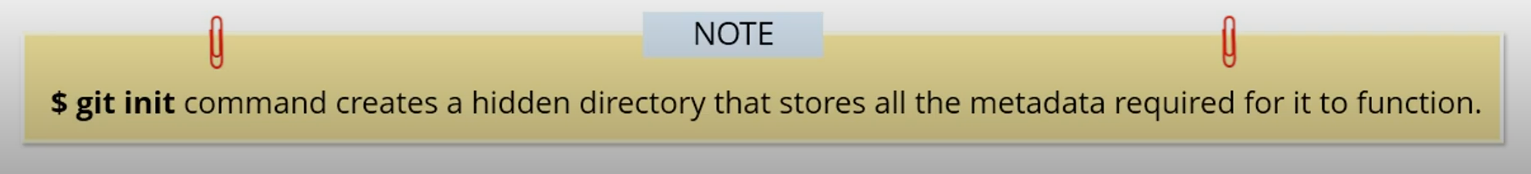 NOTE
$ git init command creates a hidden directory that stores all the metadata required for it to function.